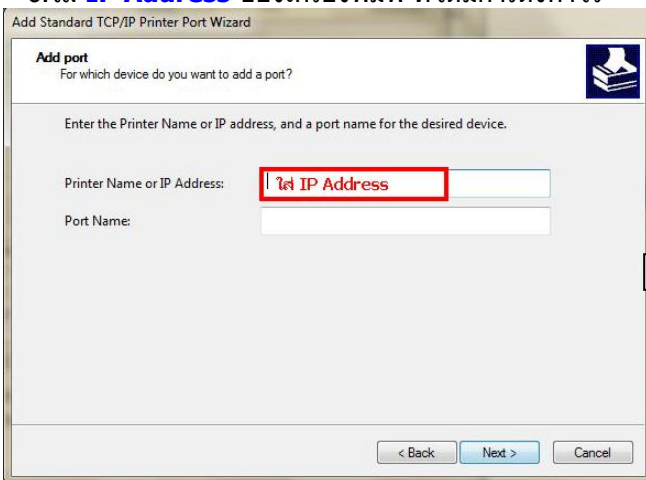 IP Address
Add Standard TCP/IP Printer Port Wizard
Add port
For which device do you want to add a port?
Enter the Printer Name or IP address, and a port name for the desired device.
Printer Name or IP Address: ใส่ IP Address
Port Name:
< Back Next > Cancel